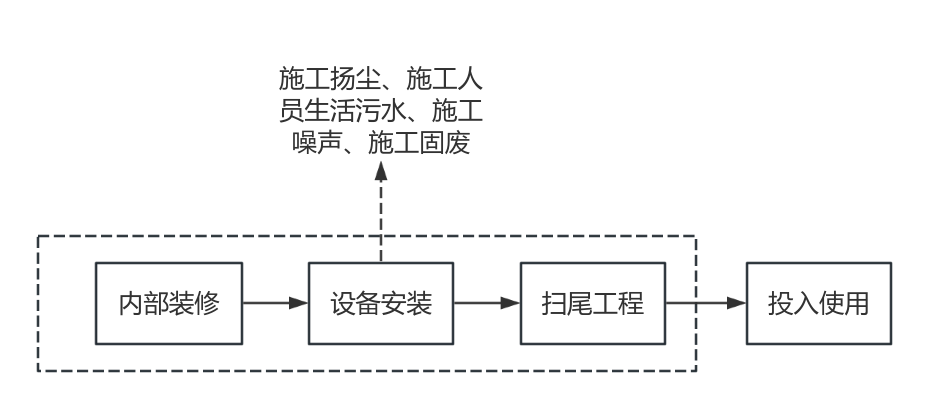 施工扬尘、施工人
员生活污水、施工
噪声、施工固废
内部装修
设备安装
扫尾工程
投入使用